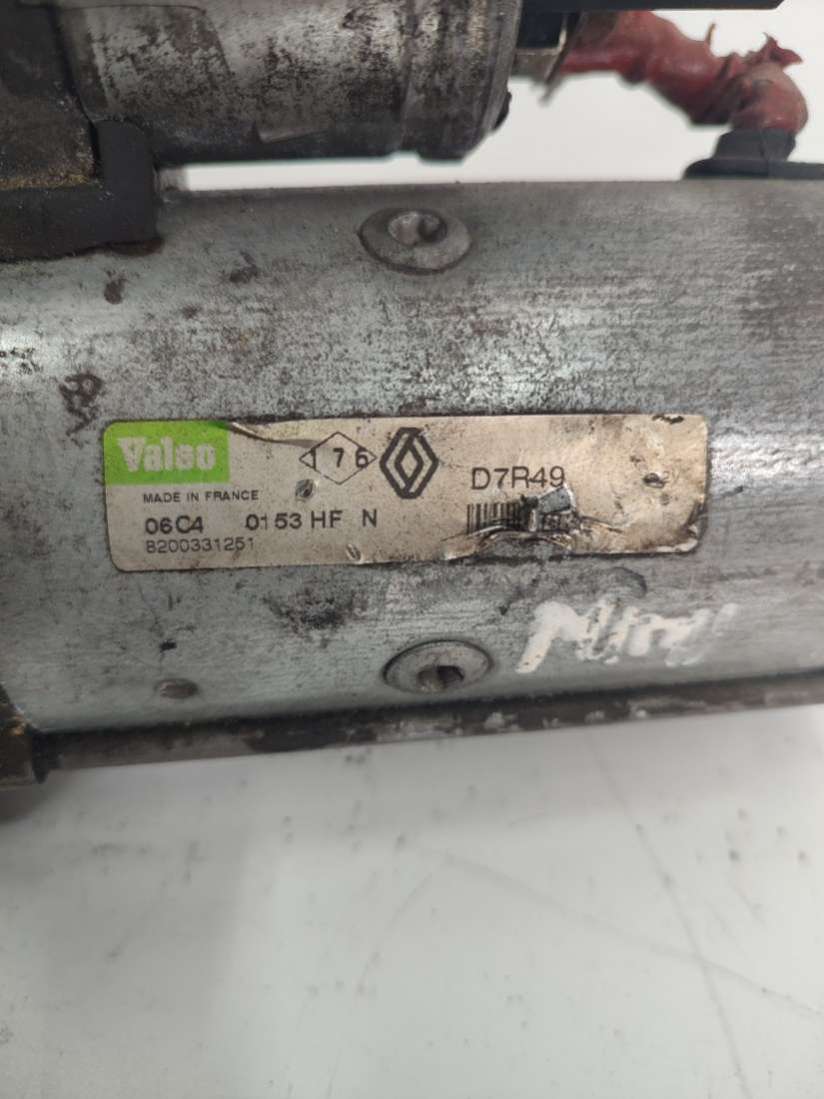 Valeo
176
D7R49
MADE IN FRANCE
06C4 0153 HF N
8200331251